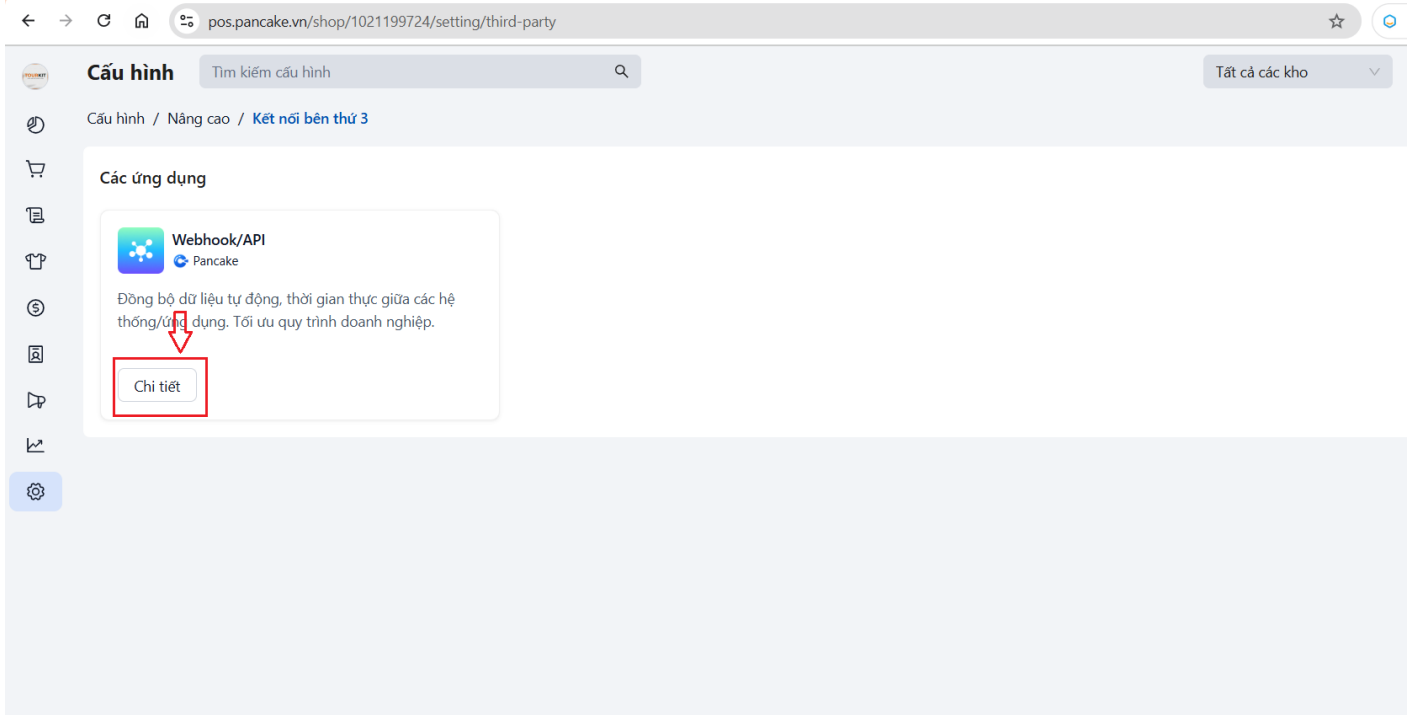 pos.pancake.vn/shop/1021199724/setting/third-party
Cấu hình
Tìm kiếm cấu hình
Tất cả các kho
Cấu hình / Nâng cao / Kết nối bên thứ 3
Các ứng dụng
Webhook/API
Pancake
Đồng bộ dữ liệu tự động, thời gian thực giữa các hệ
thống/ứng dụng. Tối ưu quy trình doanh nghiệp.
Chi tiết